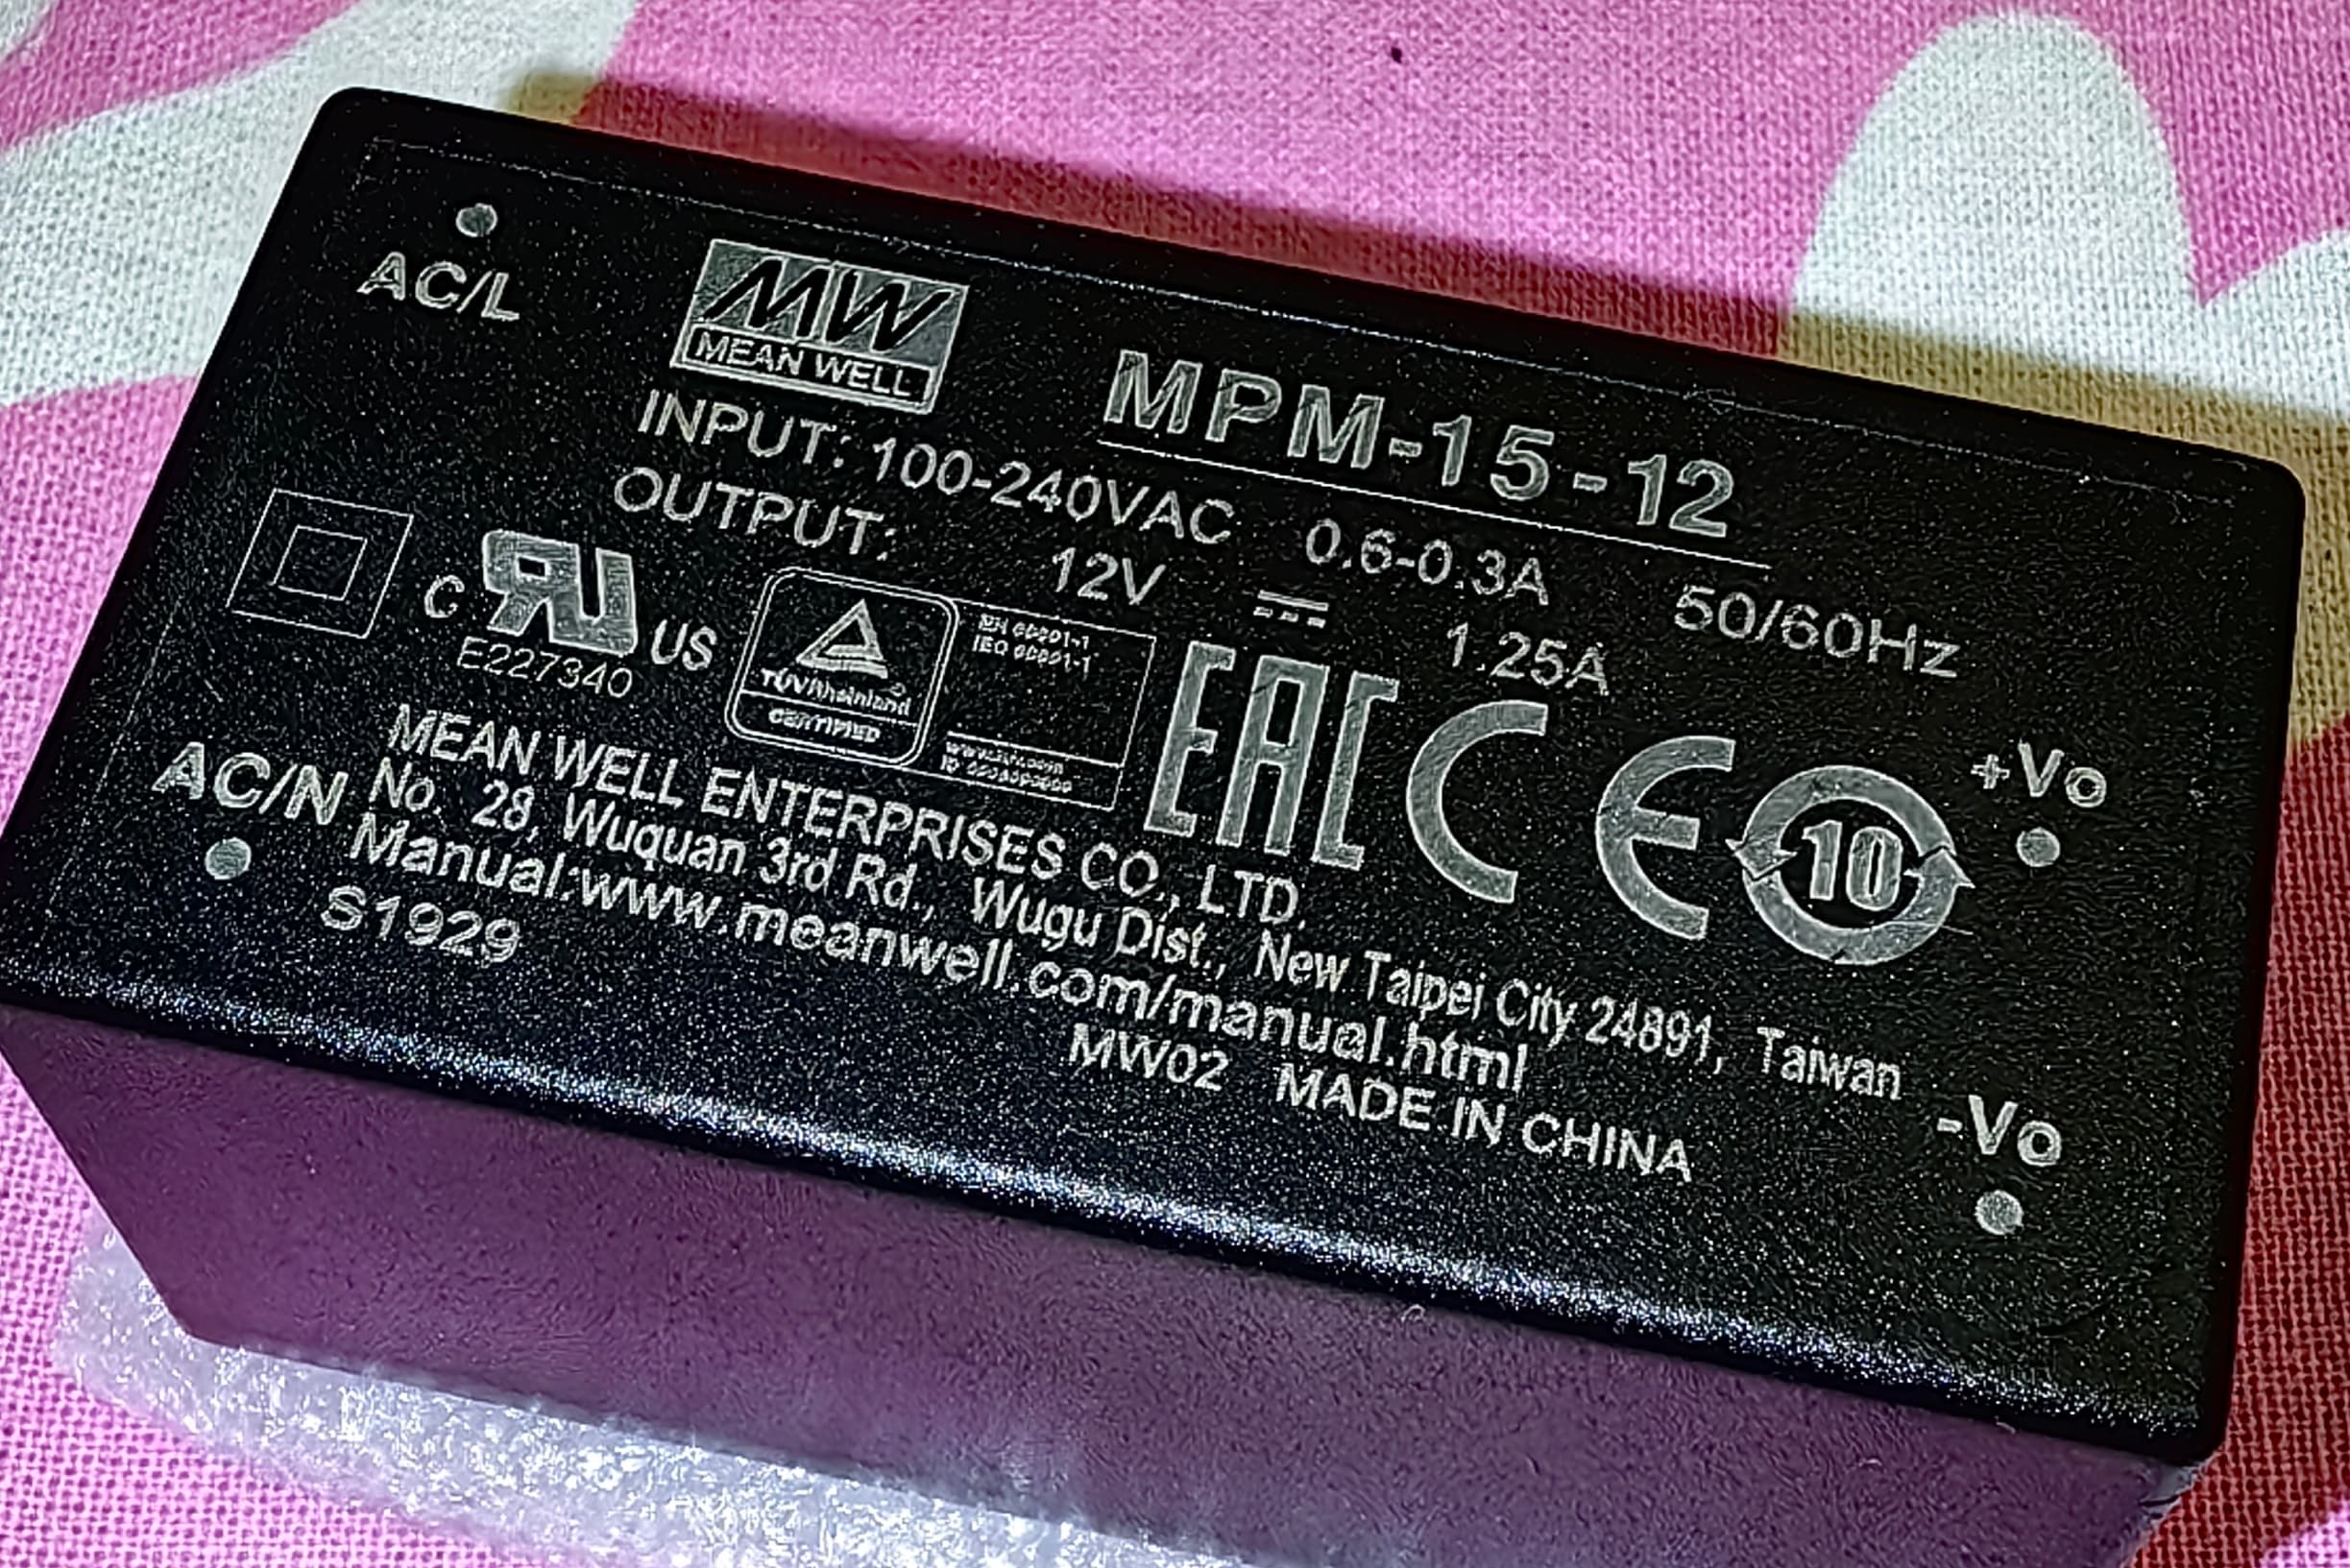 AC/L
MW
MEAN WELL
MPM-15-12
INPUT: 100-240VAC 0.6-0.3A 50/60Hz
OUTPUT: 12V 1.25A
C RU US
E227340
TÜVRheinland
CERTIFIED
EAC
CE
10
+Vo
AC/N
MEAN WELL ENTERPRISES CO., LTD.
No. 28, Wuquan 3rd Rd., Wugu Dist., New Taipei City 24891, Taiwan
Manual:www.meanwell.com/manual.html
S1929
MW02 MADE IN CHINA
-Vo